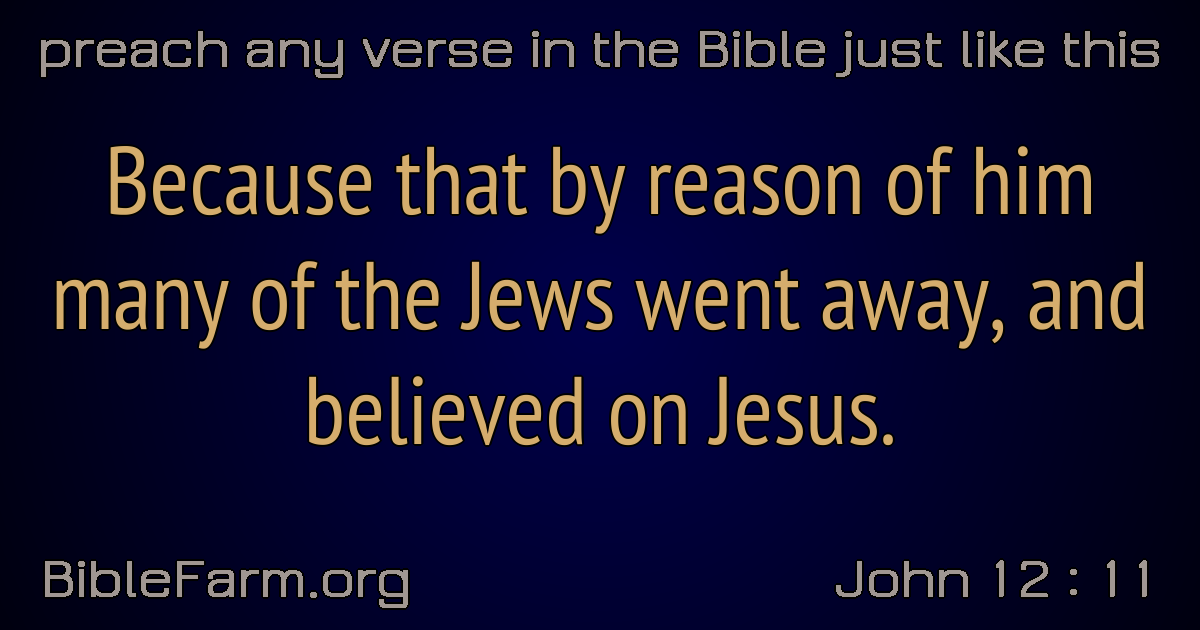 preach any verse in the Bible just like this
Because that by reason of him
many of the Jews went away, and
believed on Jesus.
BibleFarm.org
John 12 : 11